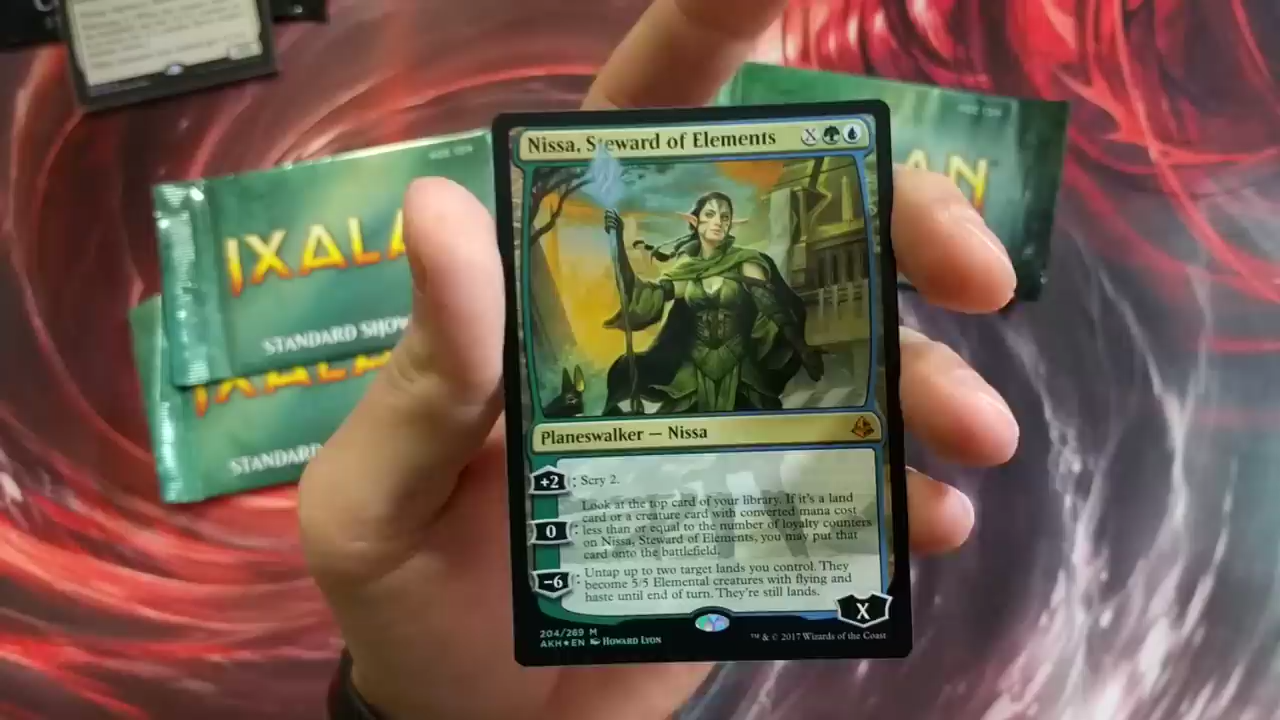 Nissa, Steward of Elements X
IXALA
AN
STANDARD SHOW
IXALA
STANDARD
Planeswalker — Nissa
+2 : Scry 2.
Look at the top card of your library. If it's a land
card or a creature card with converted mana cost
0 : less than or equal to the number of loyalty counters
on Nissa, Steward of Elements, you may put that
card onto the battlefield.
−6 : Untap up to two target lands you control. They
become 5/5 Elemental creatures with flying and
haste until end of turn. They're still lands.
X
204/269 M
AKH★EN Howard Lyon
™ & © 2017 Wizards of the Coast